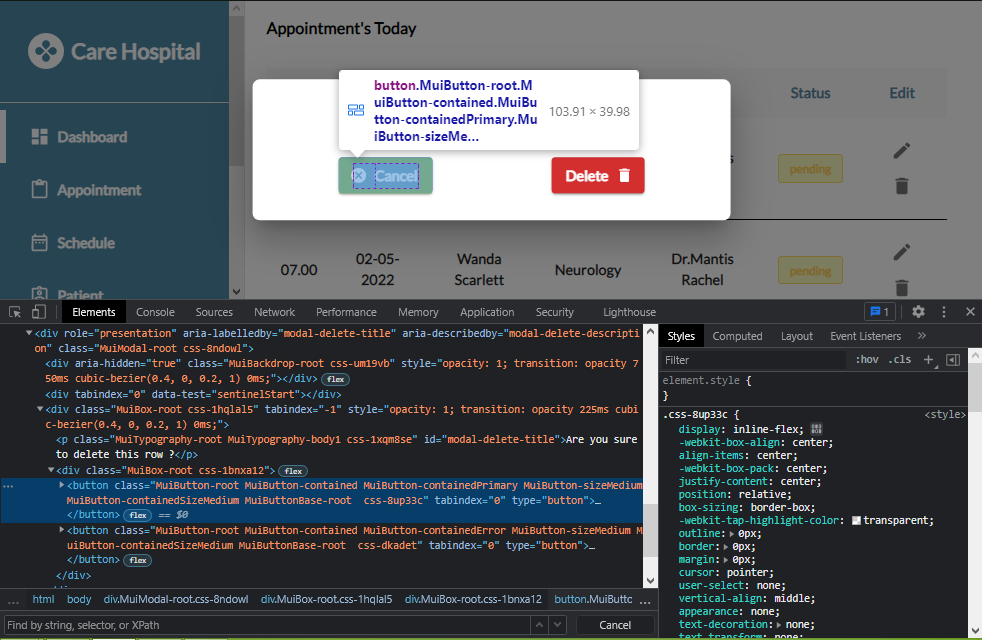 Care Hospital
Dashboard
Appointment
Schedule
Patient
Appointment's Today
Status
Edit
button.MuiButton-root.M
uiButton-contained.MuiBu
tton-containedPrimary.Mu
iButton-sizeMe...
103.91 × 39.98
Cancel
Delete
pending
07.00
02-05-
2022
Wanda
Scarlett
Neurology
Dr.Mantis
Rachel
pending
Elements
Console
Sources
Network
Performance
Memory
Application
Security
Lighthouse
1
<div role="presentation" aria-labelledby="modal-delete-title" aria-describedby="modal-delete-descripti
on" class="MuiModal-root css-8ndowl">
<div aria-hidden="true" class="MuiBackdrop-root css-um19vb" style="opacity: 1; transition: opacity 7
50ms cubic-bezier(0.4, 0, 0.2, 1) 0ms;"></div> flex
<div tabindex="0" data-test="sentinelStart"></div>
<div class="MuiBox-root css-1hqlal5" tabindex="-1" style="opacity: 1; transition: opacity 225ms cubi
c-bezier(0.4, 0, 0.2, 1) 0ms;">
<p class="MuiTypography-root MuiTypography-body1 css-1xqm8se" id="modal-delete-title">Are you sure
to delete this row ?</p>
<div class="MuiBox-root css-1bnxa12"> flex
... <button class="MuiButton-root MuiButton-contained MuiButton-containedPrimary MuiButton-sizeMedium
MuiButton-containedSizeMedium MuiButtonBase-root  css-8up33c" tabindex="0" type="button">…
</button> flex == $0
<button class="MuiButton-root MuiButton-contained MuiButton-containedError MuiButton-sizeMedium M
uiButton-containedSizeMedium MuiButtonBase-root  css-dkadet" tabindex="0" type="button">…
</button> flex
</div>
... html body div.MuiModal-root.css-8ndowl div.MuiBox-root.css-1hqlal5 div.MuiBox-root.css-1bnxa12 button.MuiButto ...
Find by string, selector, or XPath
Cancel
Styles
Computed
Layout
Event Listeners
»
Filter
:hov .cls +
element.style {
}
.css-8up33c { <style>
display: inline-flex;
-webkit-box-align: center;
align-items: center;
-webkit-box-pack: center;
justify-content: center;
position: relative;
box-sizing: border-box;
-webkit-tap-highlight-color: transparent;
outline: 0px;
border: 0px;
margin: 0px;
cursor: pointer;
user-select: none;
vertical-align: middle;
appearance: none;
text-decoration: none;
text-transform: none;